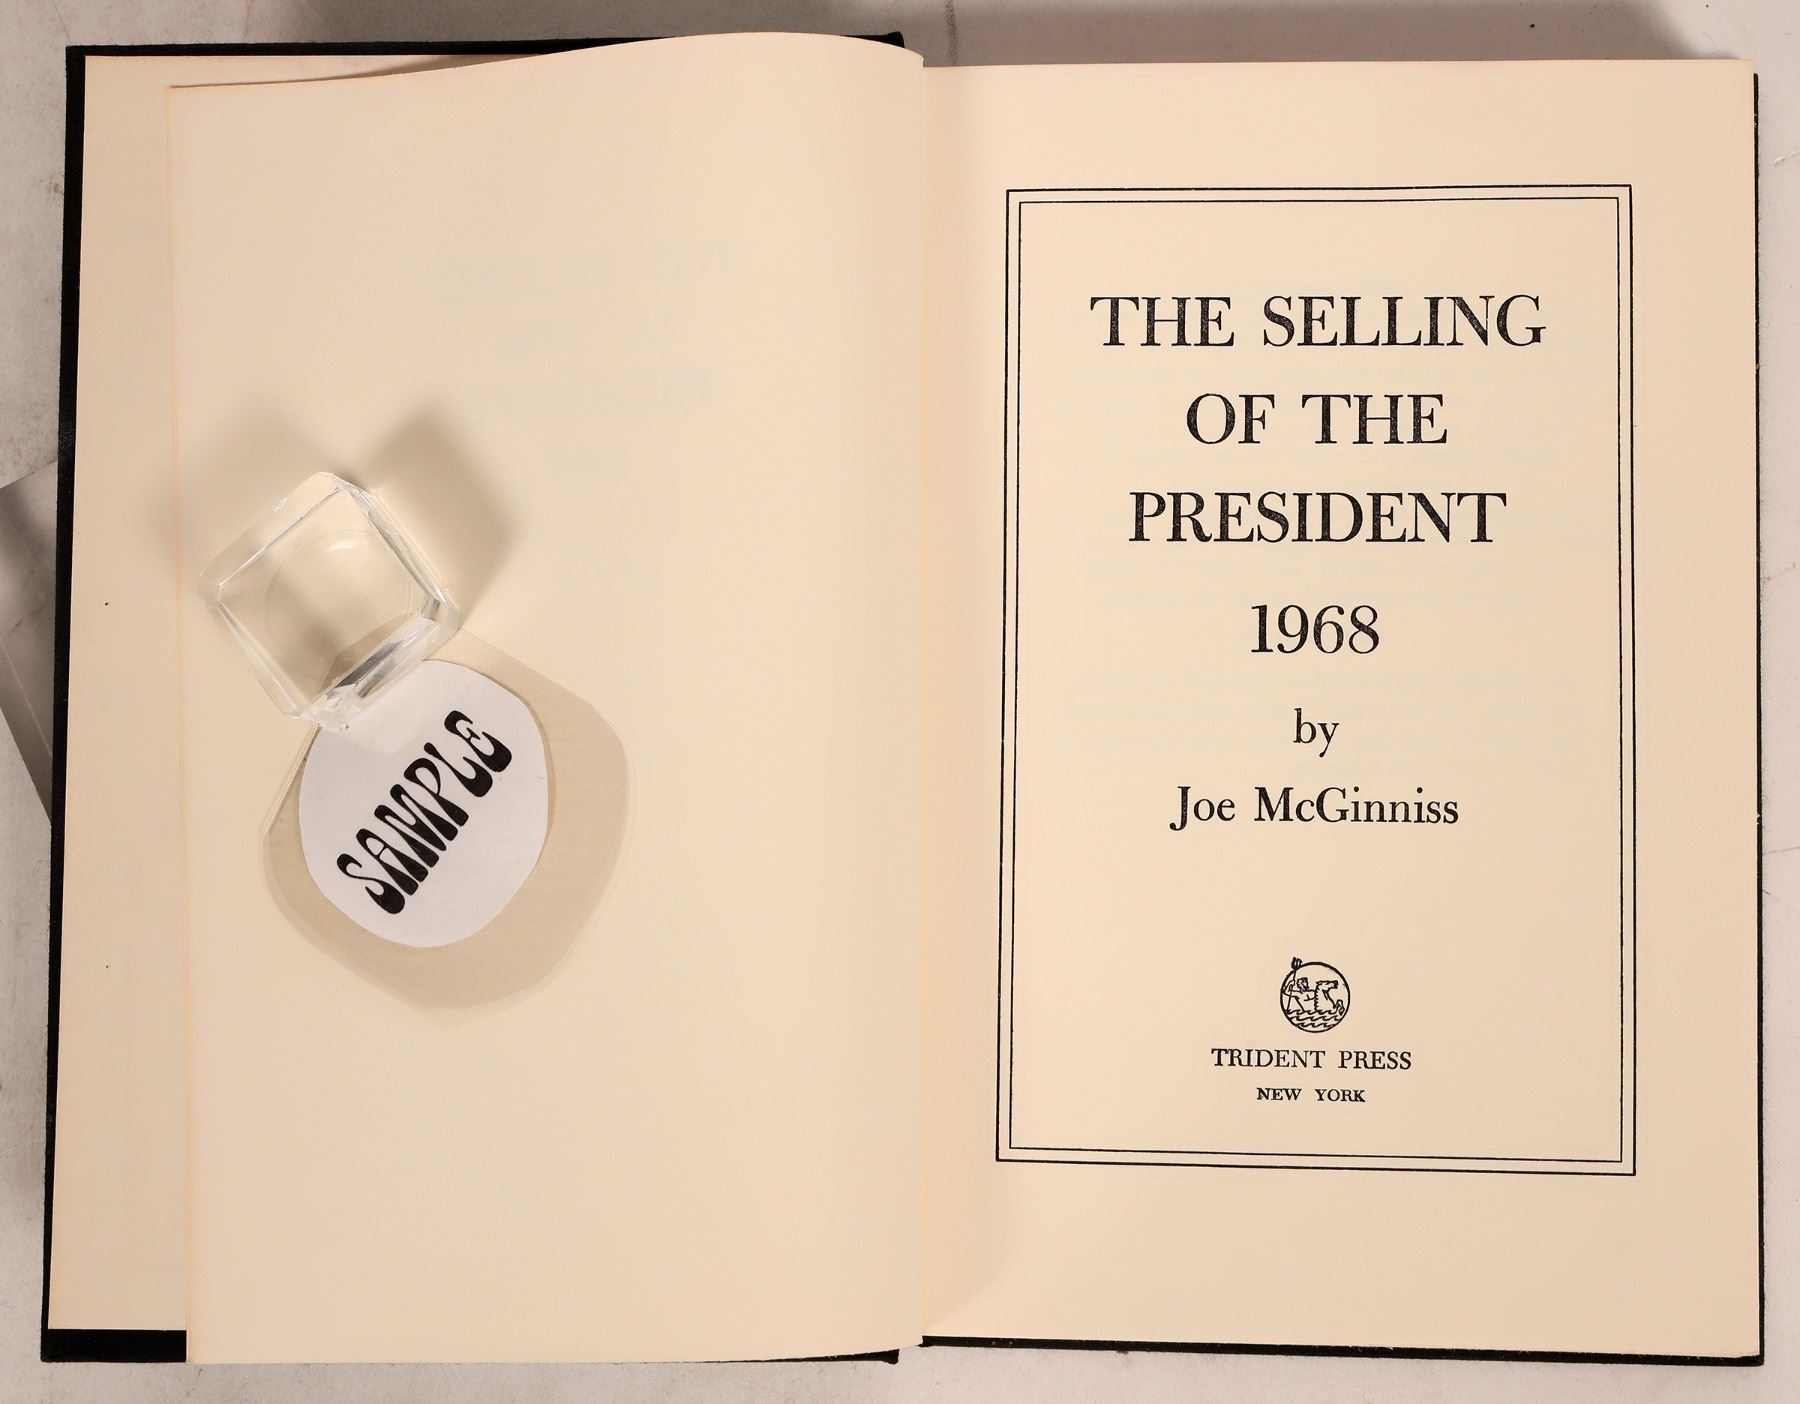 SAMPLE
THE SELLING
OF THE
PRESIDENT
1968
by
Joe McGinniss
TRIDENT PRESS
NEW YORK